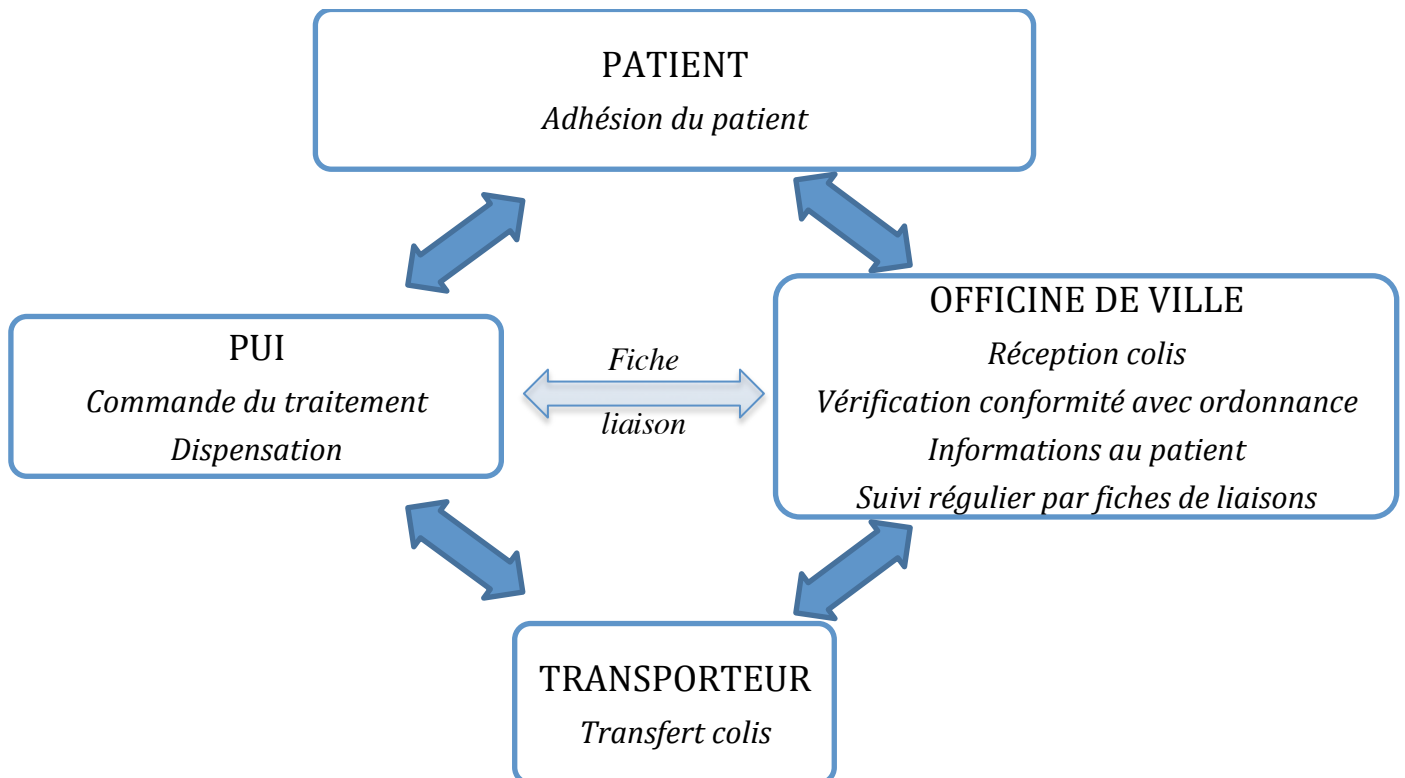 PATIENT
Adhésion du patient
PUI
Commande du traitement
Dispensation
Fiche
liaison
OFFICINE DE VILLE
Réception colis
Vérification conformité avec ordonnance
Informations au patient
Suivi régulier par fiches de liaisons
TRANSPORTEUR
Transfert colis